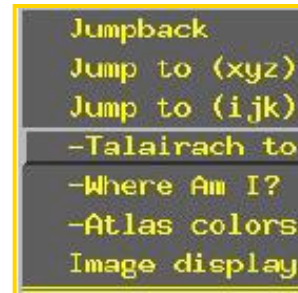 Jumpback
Jump to (xyz)
Jump to (ijk)
-Talairach to
-Where Am I?
-Atlas colors
Image display